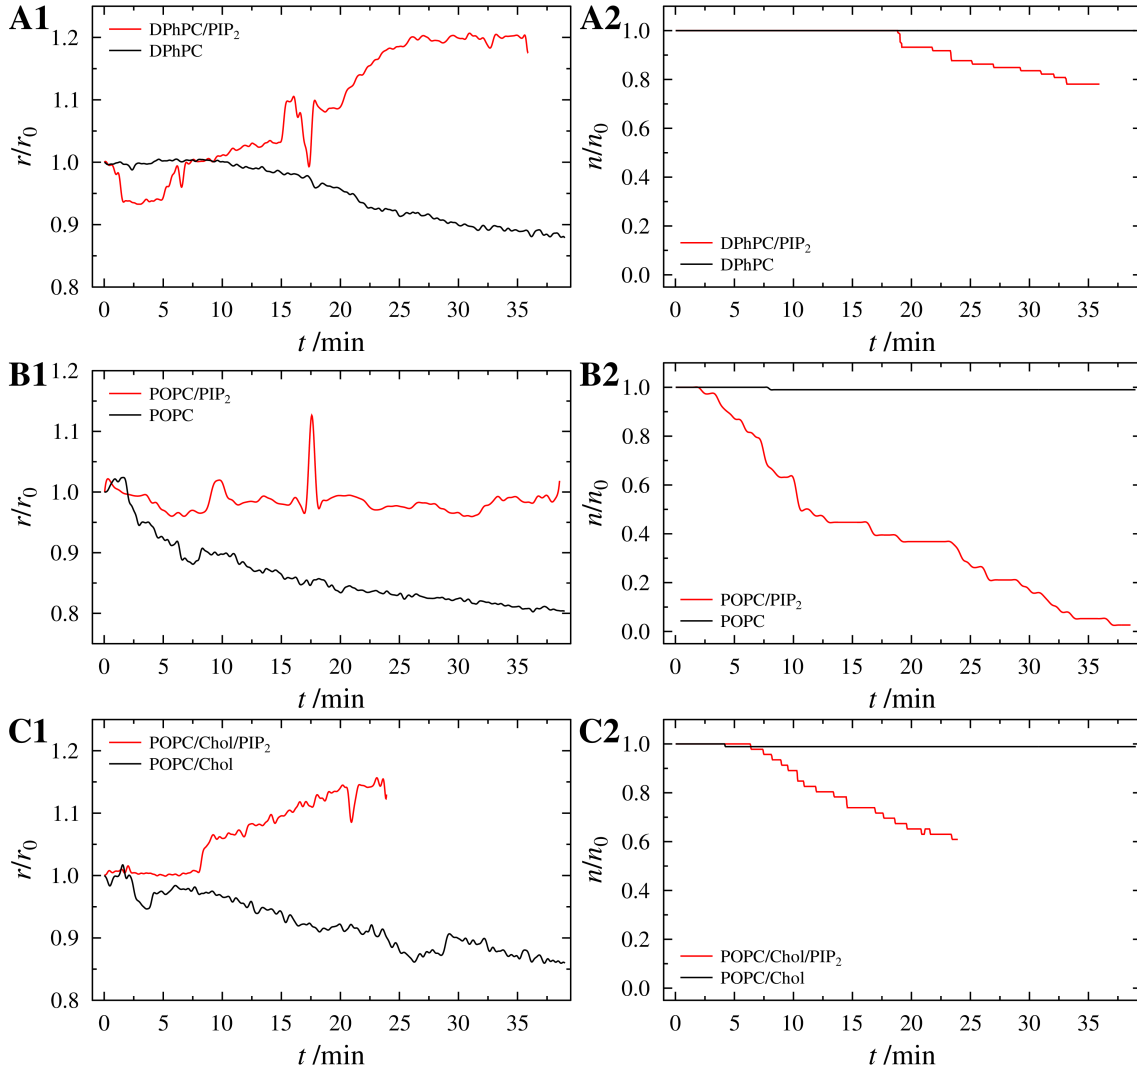 A1
DPhPC/PIP₂
DPhPC
r/r₀
1.2
1.1
1.0
0.9
0.8
0 5 10 15 20 25 30 35
t /min
A2
n/n₀
1.0
0.8
0.6
0.4
0.2
0.0
DPhPC/PIP₂
DPhPC
0 5 10 15 20 25 30 35
t /min
B1
POPC/PIP₂
POPC
r/r₀
1.2
1.1
1.0
0.9
0.8
0 5 10 15 20 25 30 35
t /min
B2
n/n₀
1.0
0.8
0.6
0.4
0.2
0.0
POPC/PIP₂
POPC
0 5 10 15 20 25 30 35
t /min
C1
POPC/Chol/PIP₂
POPC/Chol
r/r₀
1.2
1.1
1.0
0.9
0.8
0 5 10 15 20 25 30 35
t /min
C2
n/n₀
1.0
0.8
0.6
0.4
0.2
0.0
POPC/Chol/PIP₂
POPC/Chol
0 5 10 15 20 25 30 35
t /min